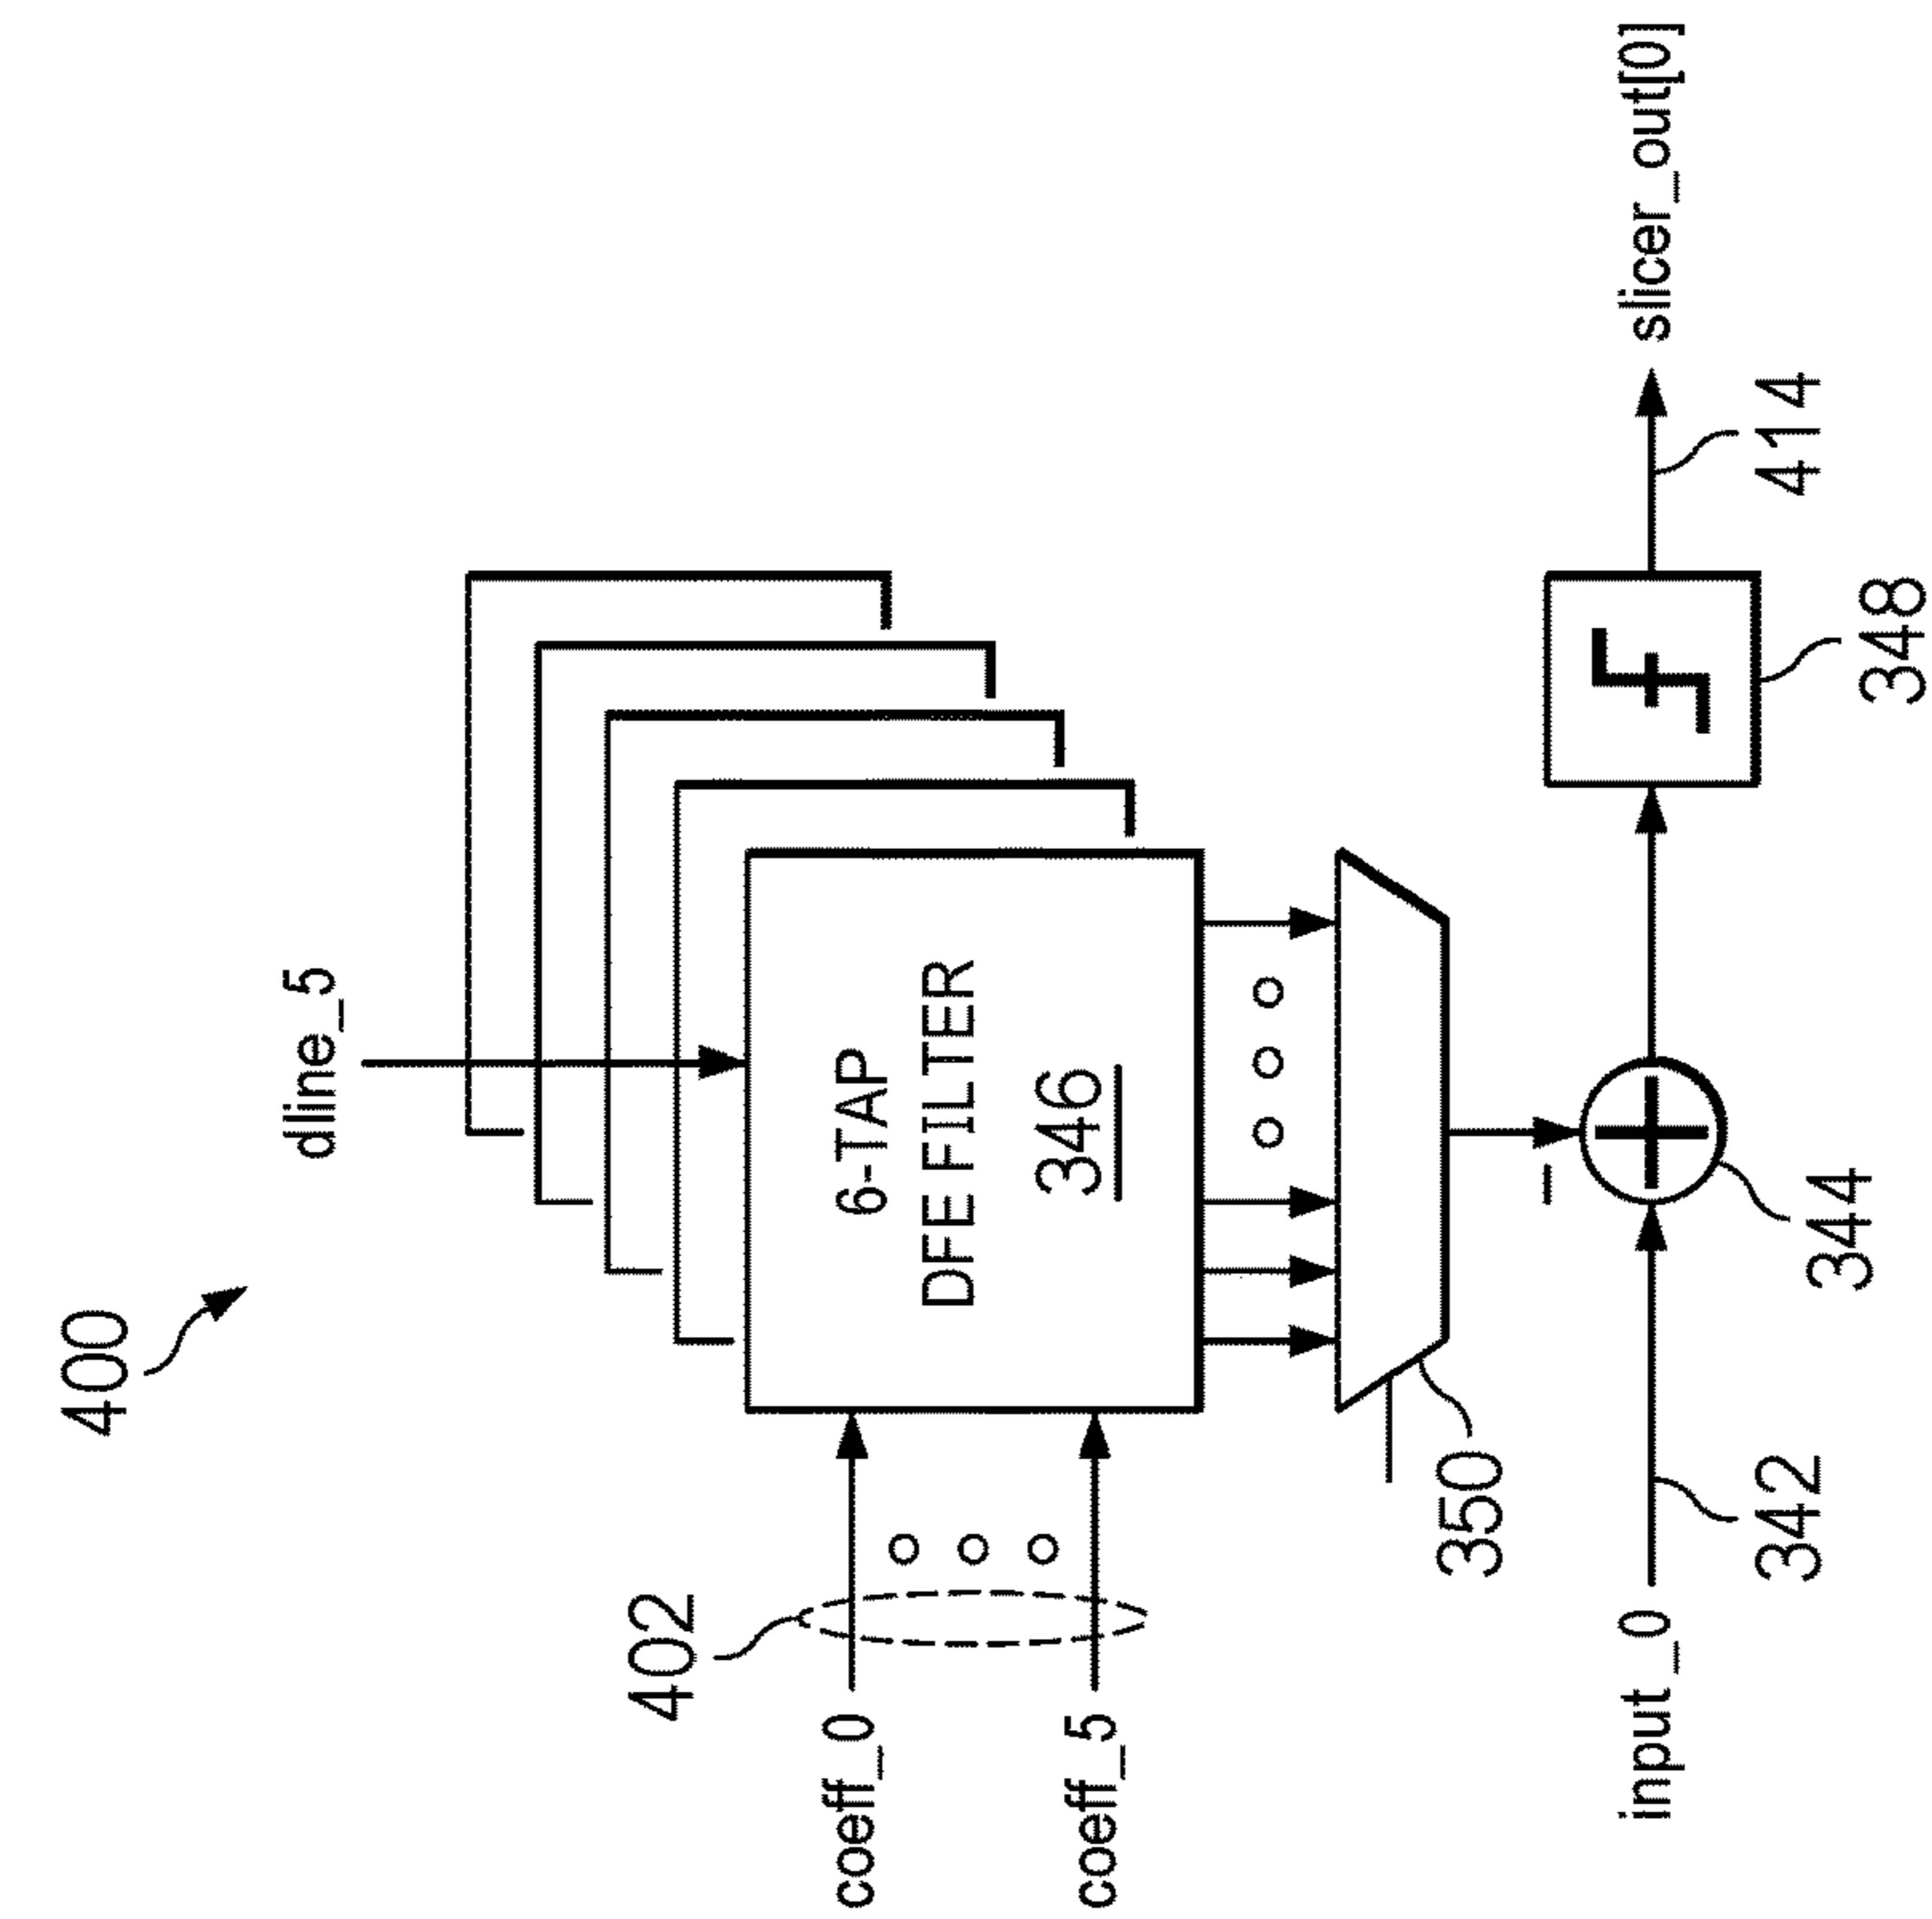 400
dline_5
402
coeff_0
coeff_5
6-TAP
DFE FILTER
346
350
input_0
342
344
348
414
slicer_out[0]